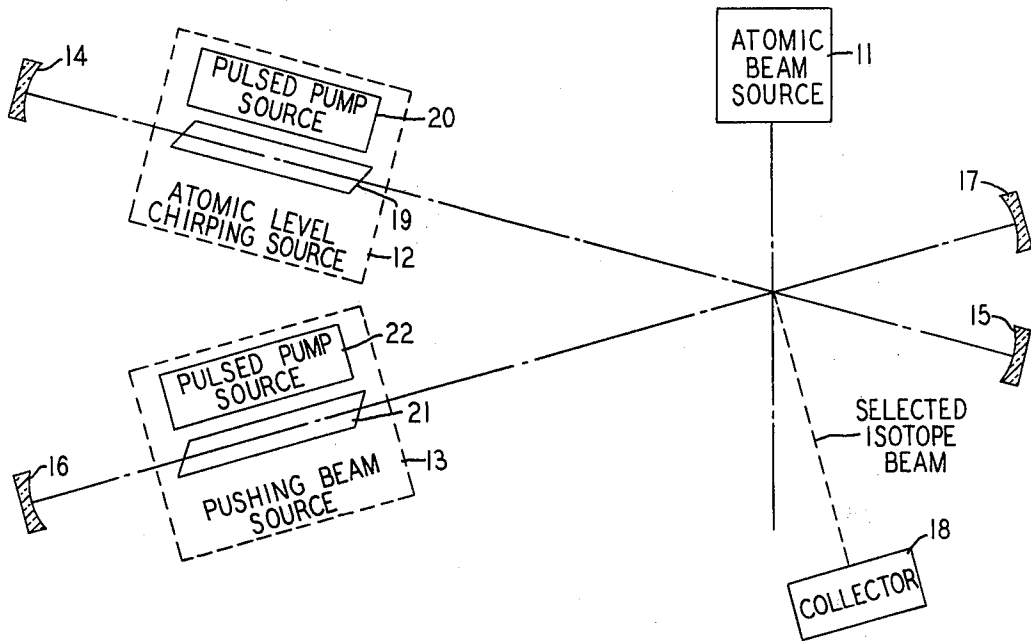 14
PULSED PUMP
SOURCE
20
19
ATOMIC LEVEL
CHIRPING SOURCE
12
ATOMIC
BEAM
SOURCE
11
17
15
PULSED PUMP
SOURCE
22
21
16
PUSHING BEAM
SOURCE
13
SELECTED
ISOTOPE
BEAM
18
COLLECTOR